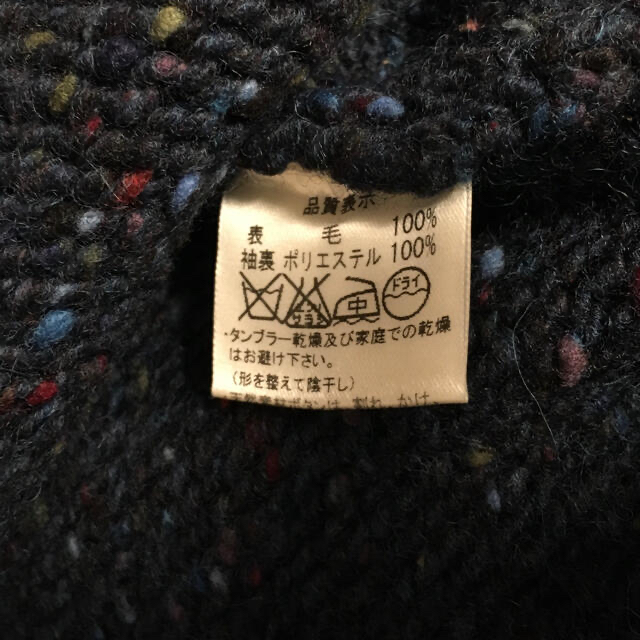 品質表示
表 毛 100%
袖裏 ポリエステル 100%
中 ドライ
・タンブラー乾燥及び家庭での乾燥
はお避け下さい。
(形を整えて陰干し)